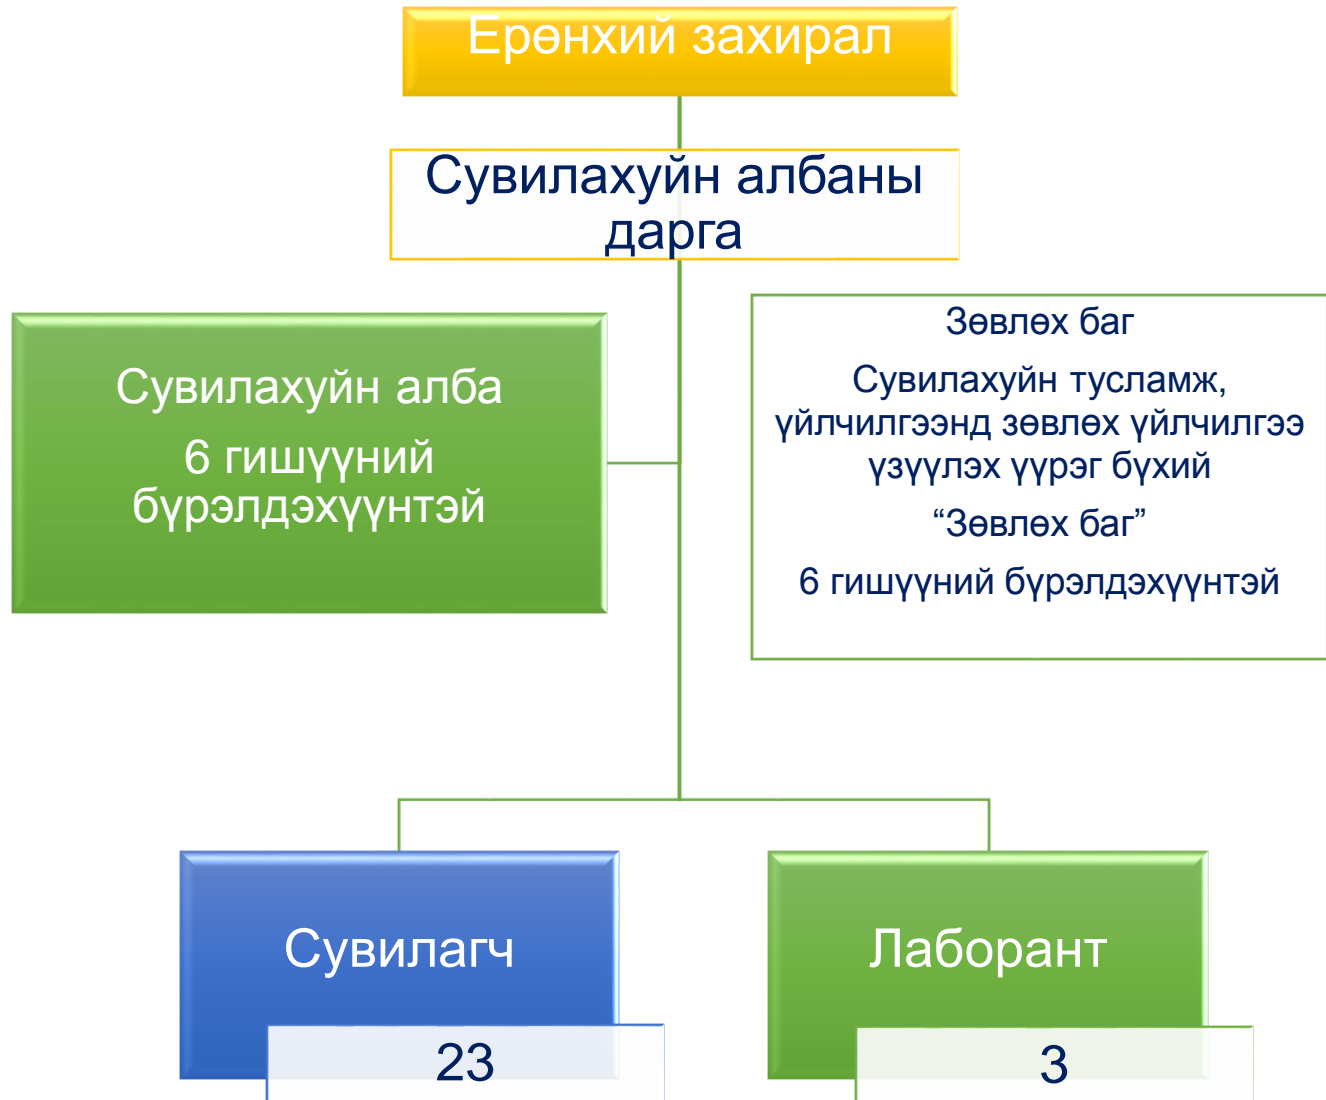 Ерөнхий захирал
Сувилахуйн албаны
дарга
Сувилахуйн алба
6 гишүүний
бүрэлдэхүүнтэй
Зөвлөх баг
Сувилахуйн тусламж,
үйлчилгээнд зөвлөх үйлчилгээ
үзүүлэх үүрэг бүхий
“Зөвлөх баг”
6 гишүүний бүрэлдэхүүнтэй
Сувилагч
23
Лаборант
3